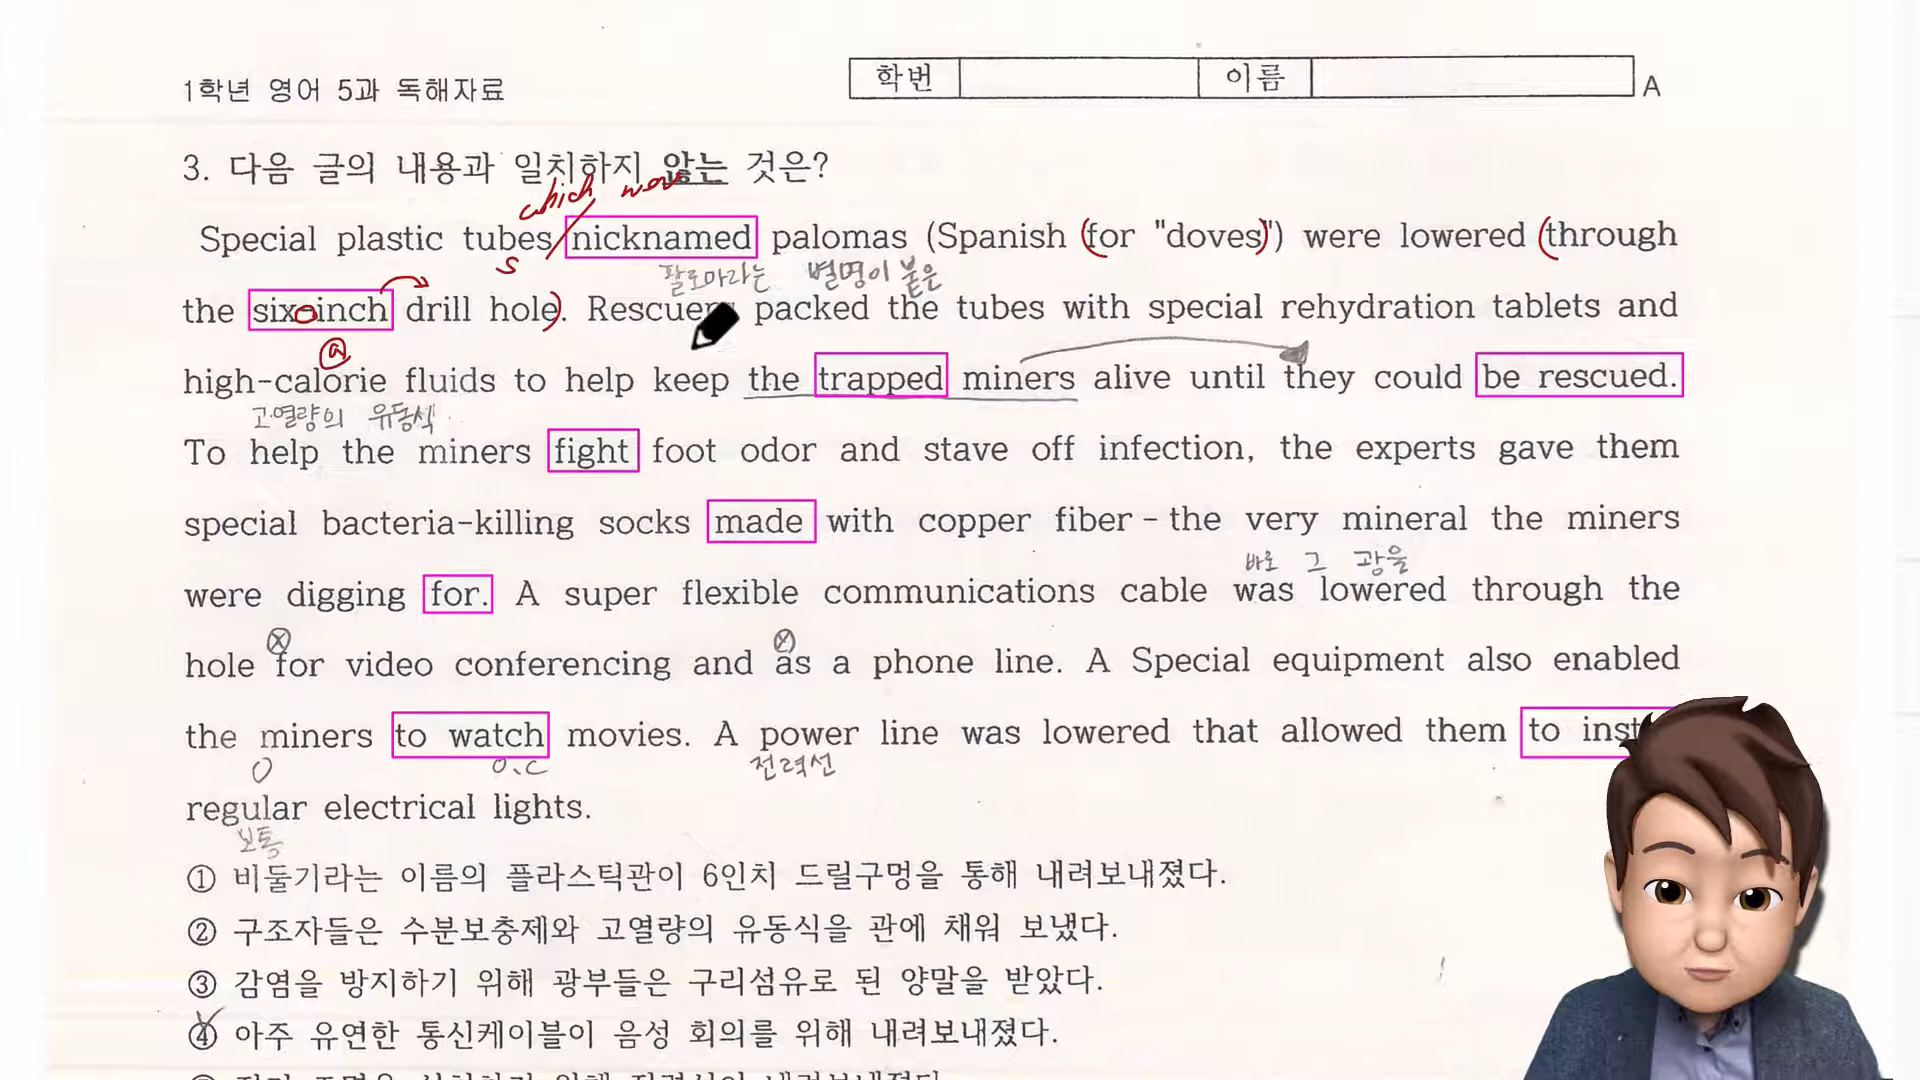 1학년 영어 5과 독해자료
학번 이름 A
3. 다음 글의 내용과 일치하지 않는 것은?
which were
Special plastic tubes nicknamed palomas (Spanish for "doves") were lowered through
s 팔로마라는 별명이 붙은
the six-inch drill hole. Rescuers packed the tubes with special rehydration tablets and
ⓐ
high-calorie fluids to help keep the trapped miners alive until they could be rescued.
고열량의 유동식
To help the miners fight foot odor and stave off infection, the experts gave them
special bacteria-killing socks made with copper fiber - the very mineral the miners
바로 그 광물
were digging for. A super flexible communications cable was lowered through the
hole for video conferencing and as a phone line. A Special equipment also enabled
the miners to watch movies. A power line was lowered that allowed them to inst
O O.C 전력선
regular electrical lights.
보통
① 비둘기라는 이름의 플라스틱관이 6인치 드릴구멍을 통해 내려보내졌다.
② 구조자들은 수분보충제와 고열량의 유동식을 관에 채워 보냈다.
③ 감염을 방지하기 위해 광부들은 구리섬유로 된 양말을 받았다.
④ 아주 유연한 통신케이블이 음성 회의를 위해 내려보내졌다.